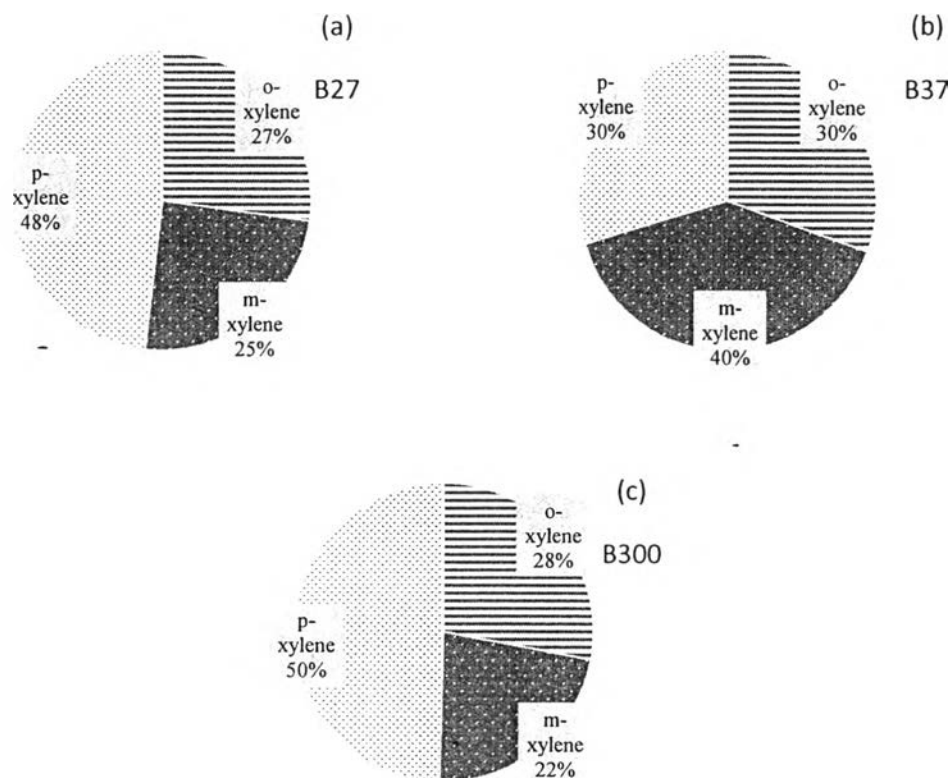 (a)
B27
o-
xylene
27%
p-
xylene
48%
m-
xylene
25%
(b)
B37
p-
xylene
30%
o-
xylene
30%
m-
xylene
40%
(c)
B300
o-
xylene
28%
p-
xylene
50%
m-
xylene
22%